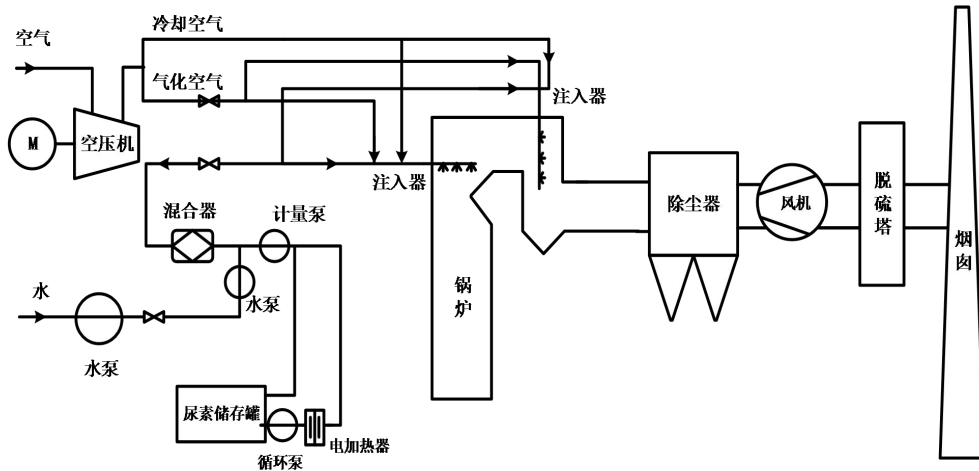 冷却空气
空气
气化空气
注入器
M
空压机
注入器
混合器
计量泵
除尘器
风机
脱硫塔
烟囱
水
水泵
锅炉
水泵
尿素储存罐
电加热器
循环泵